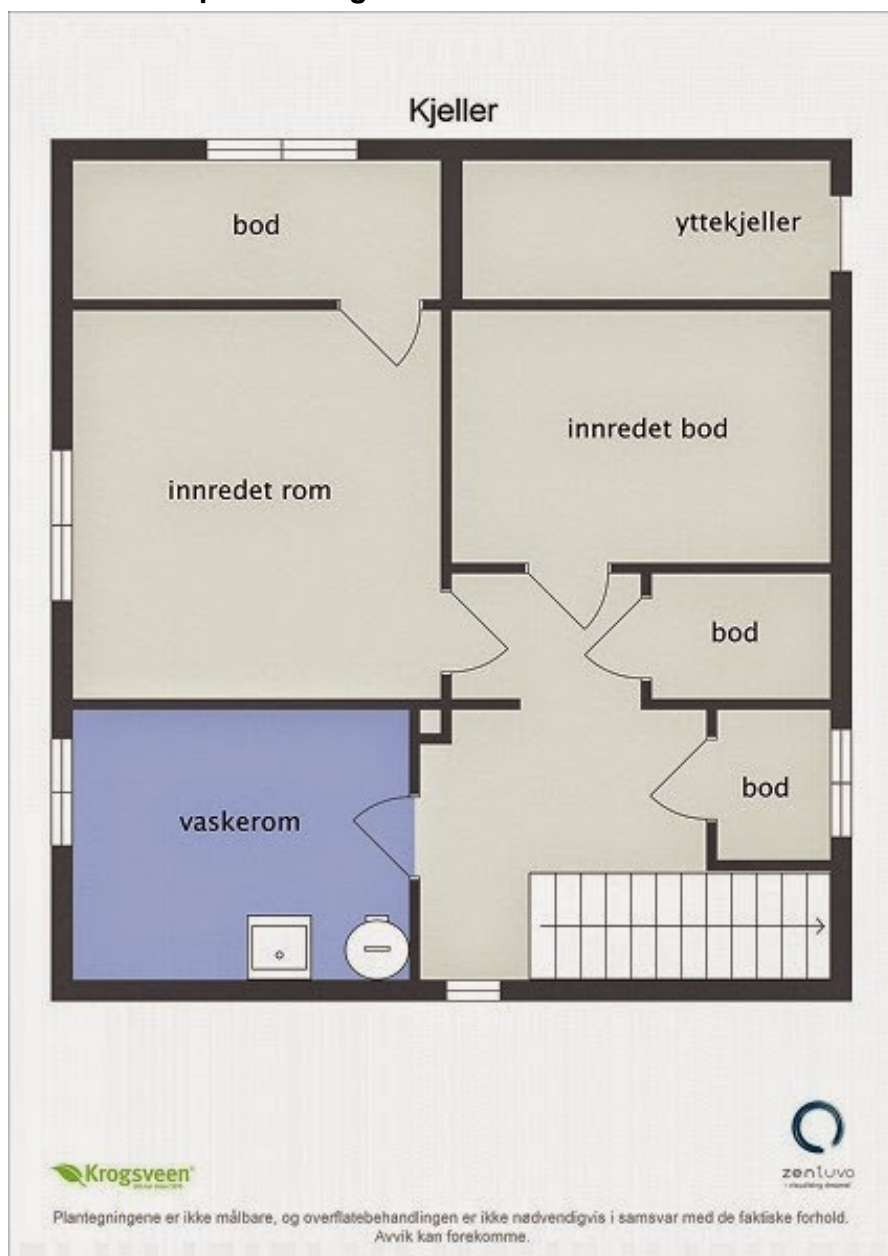 Kjeller
bod
yttekjeller
innredet bod
innredet rom
bod
bod
vaskerom
Krogsveen
zentuvo
Plantegningene er ikke målbare, og overflatebehandlingen er ikke nødvendigvis i samsvar med de faktiske forhold.
Avvik kan forekomme.